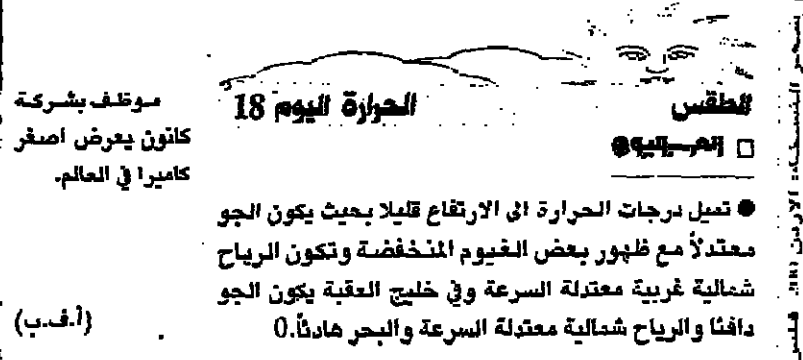 الطقس
الحرارة اليوم 18
● تميل درجات الحرارة الى الارتفاع قليلا بحيث يكون الجو
معتدلاً مع ظهور بعض الغيوم المنخفضة وتكون الرياح
شمالية غربية معتدلة السرعة وفي خليج العقبة يكون الجو
دافئا والرياح شمالية معتدلة السرعة والبحر هادئاً.0
موظف بشركة
كانون يعرض اصغر
كاميرا في العالم.
(أ.ف.ب)